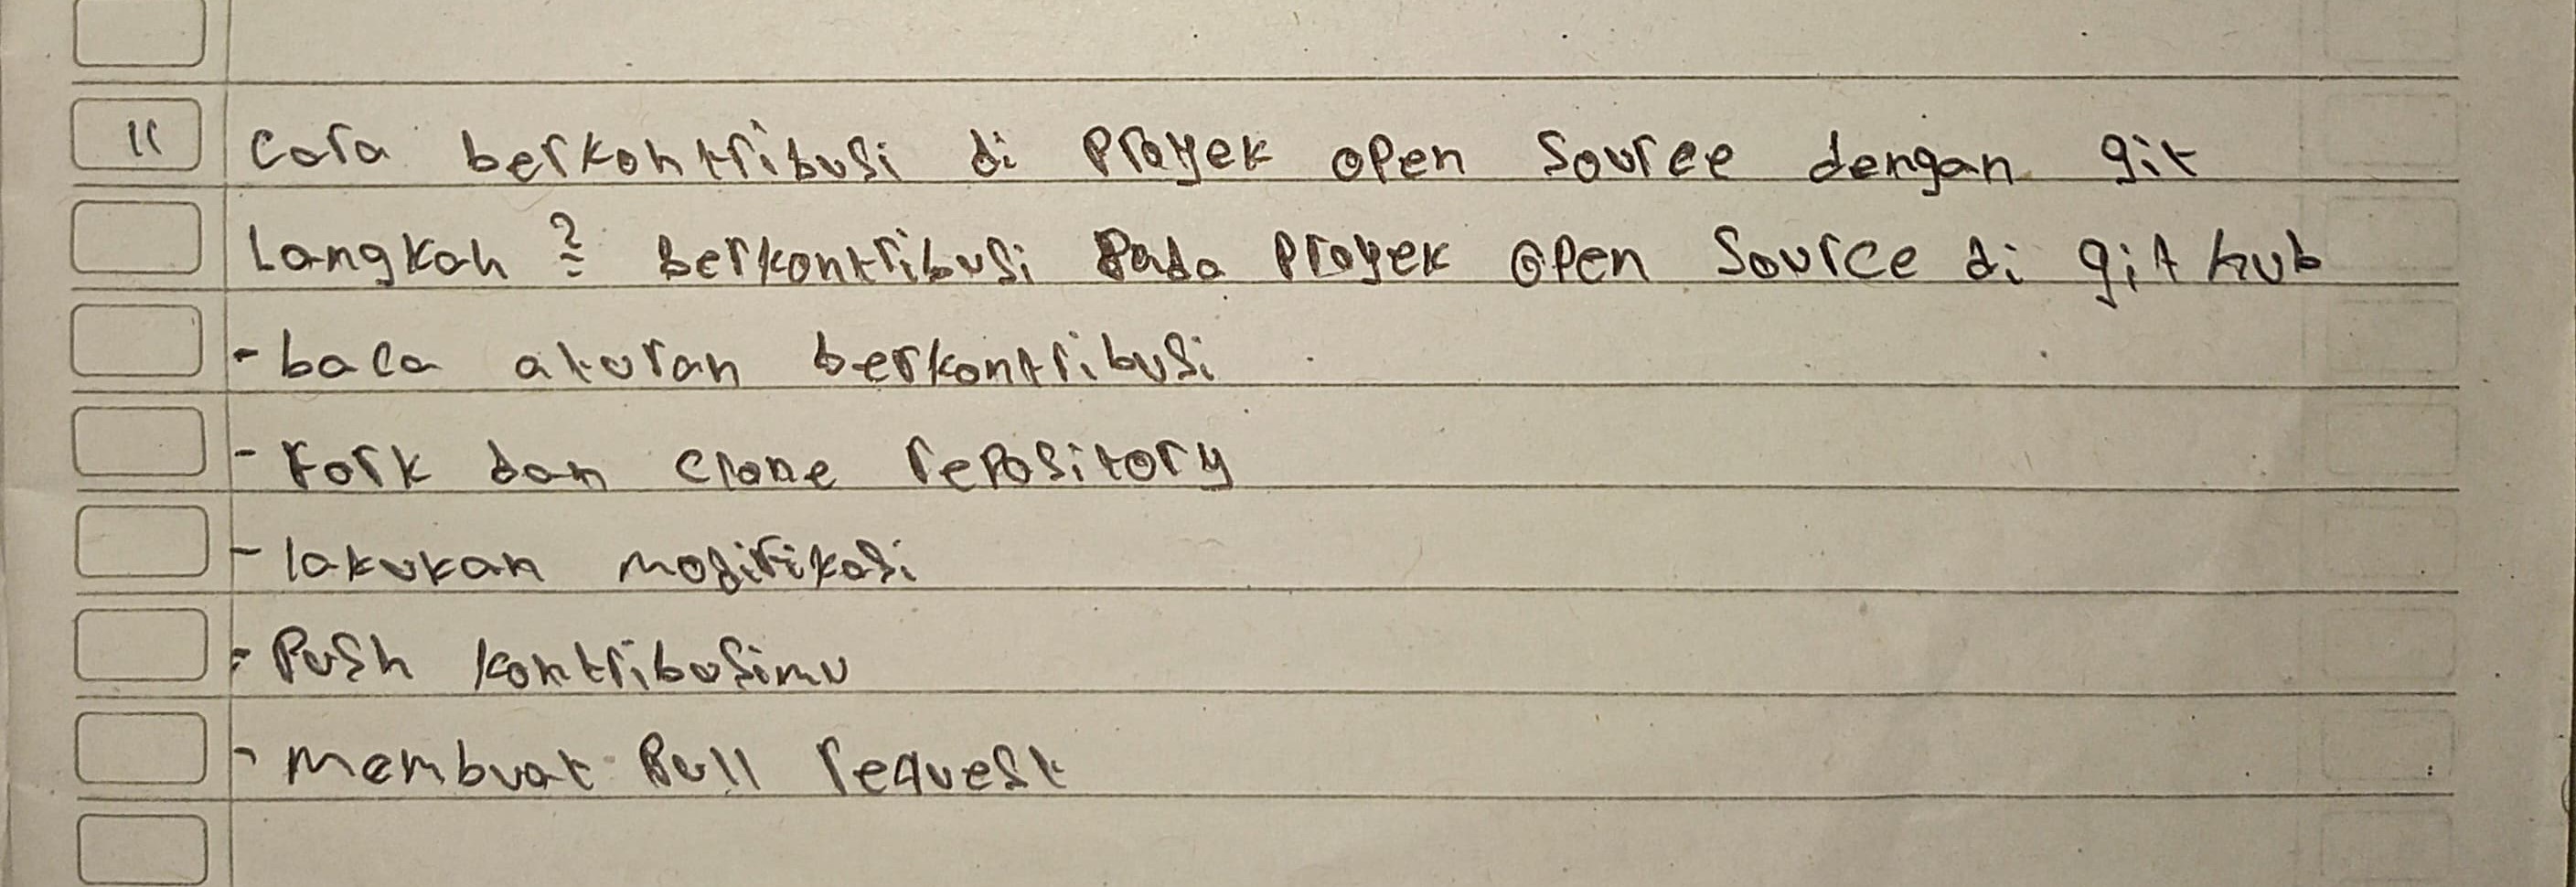 11 Cara berkontribusi di Proyek open Source dengan git
Langkah 2 = berkontribusi Pada Proyek Open Source di git hub
- baca aturan berkontribusi
- Fork dan clone repository
- lakukan modifikasi
- Push kontribusimu
- Membuat Pull request